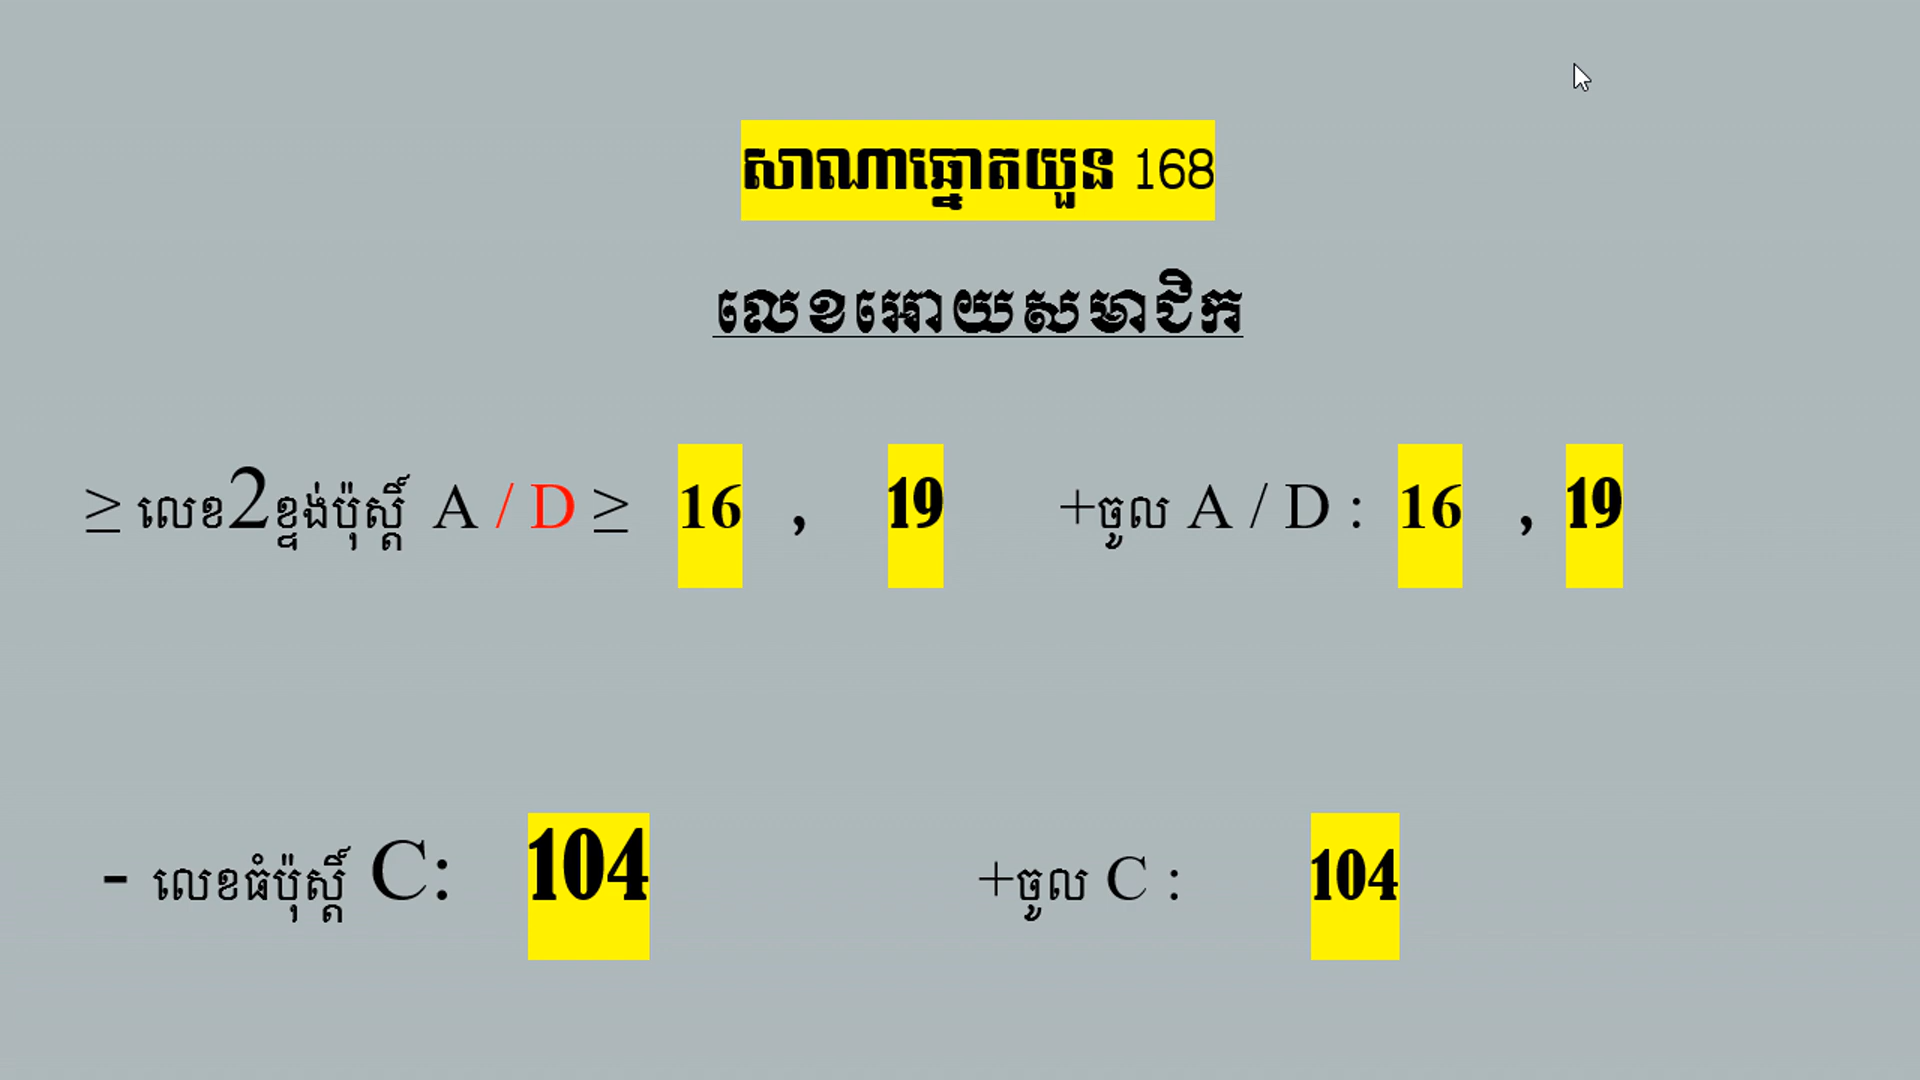 សាណាឆ្នោតយួន 168
លេខអោយសមាជិក
≥ លេខ2ខ្ទង់ប៉ុស្តិ៍ A / D ≥ 16 , 19 +ចូល A / D : 16 , 19
- លេខធំប៉ុស្តិ៍ C: 104 +ចូល C : 104